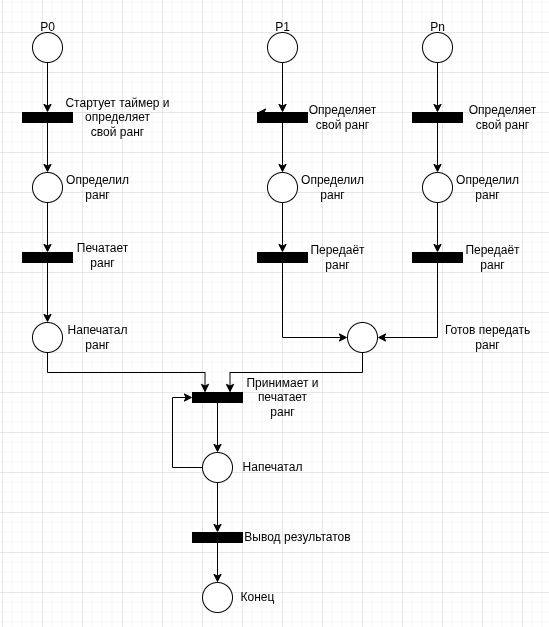 P0
P1
Pn
Стартует таймер и
определяет
свой ранг
Определяет
свой ранг
Определяет
свой ранг
Определил
ранг
Определил
ранг
Определил
ранг
Печатает
ранг
Передаёт
ранг
Передаёт
ранг
Напечатал
ранг
Готов передать
ранг
Принимает и
печатает
ранг
Напечатал
Вывод результатов
Конец